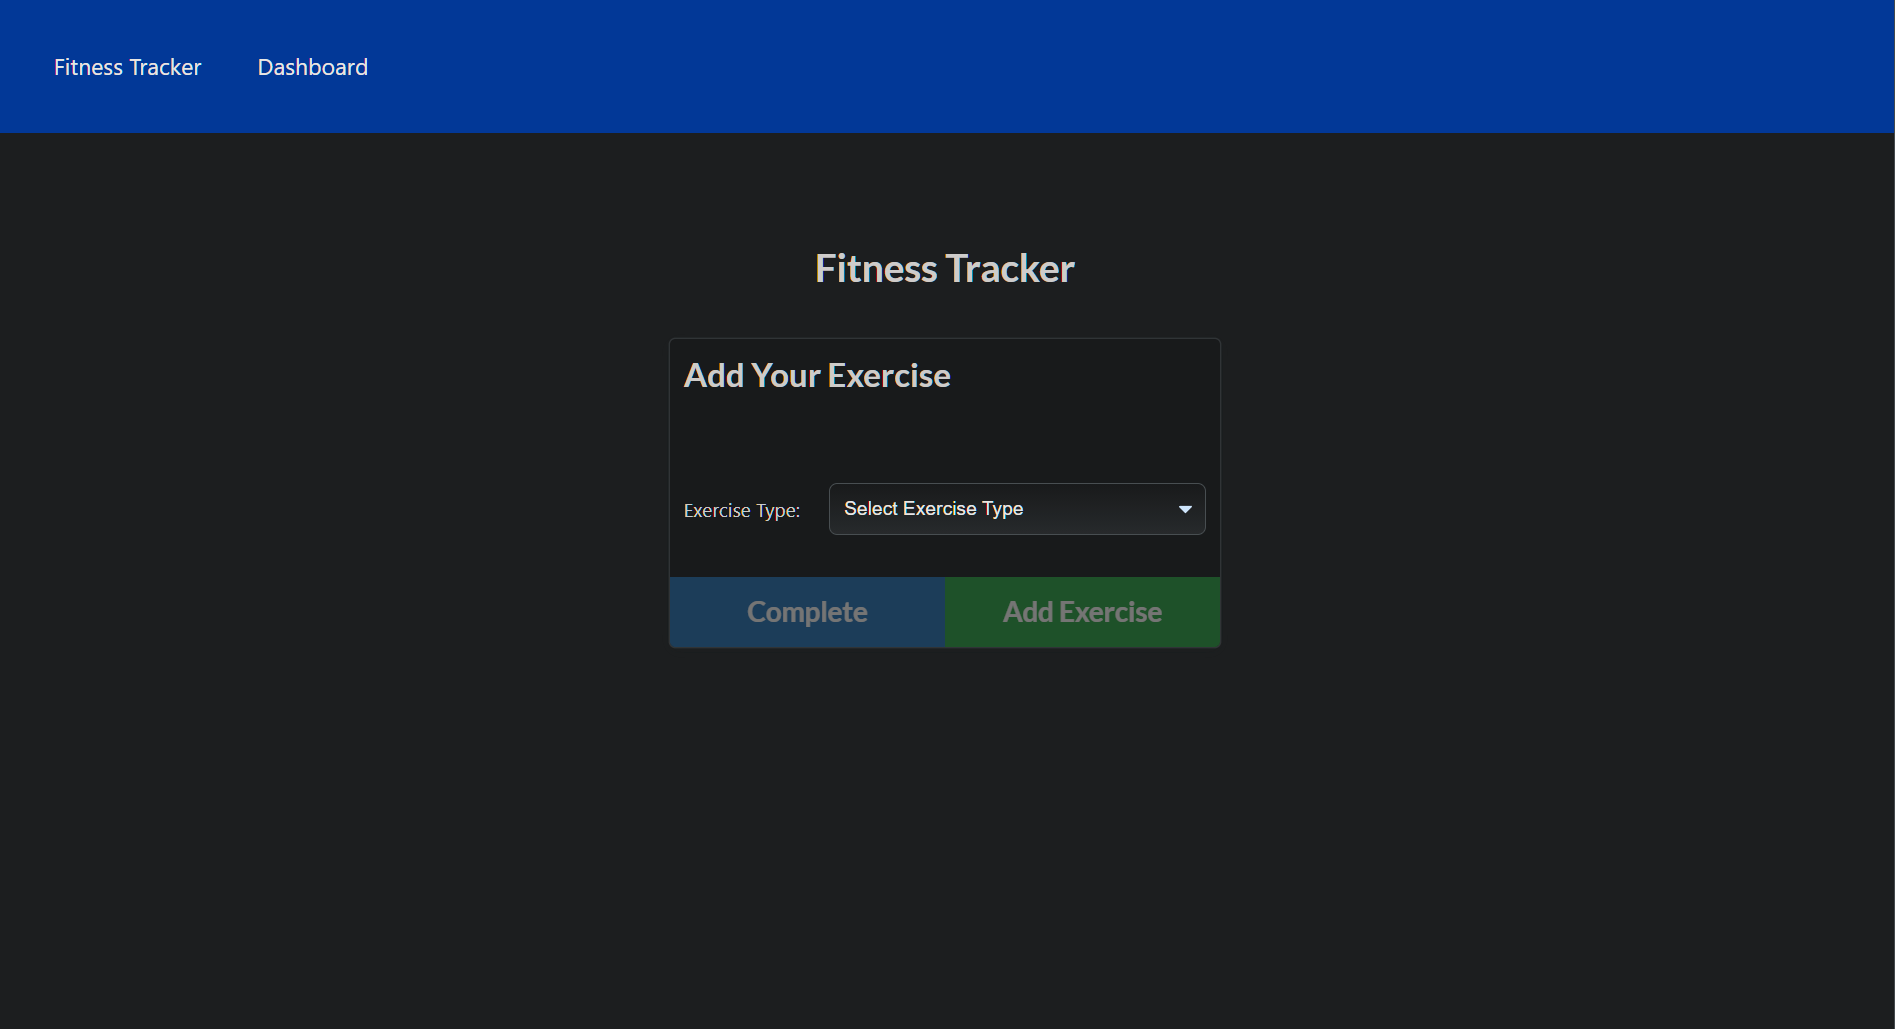 Fitness Tracker Dashboard
Fitness Tracker
Add Your Exercise
Exercise Type: Select Exercise Type
Complete Add Exercise